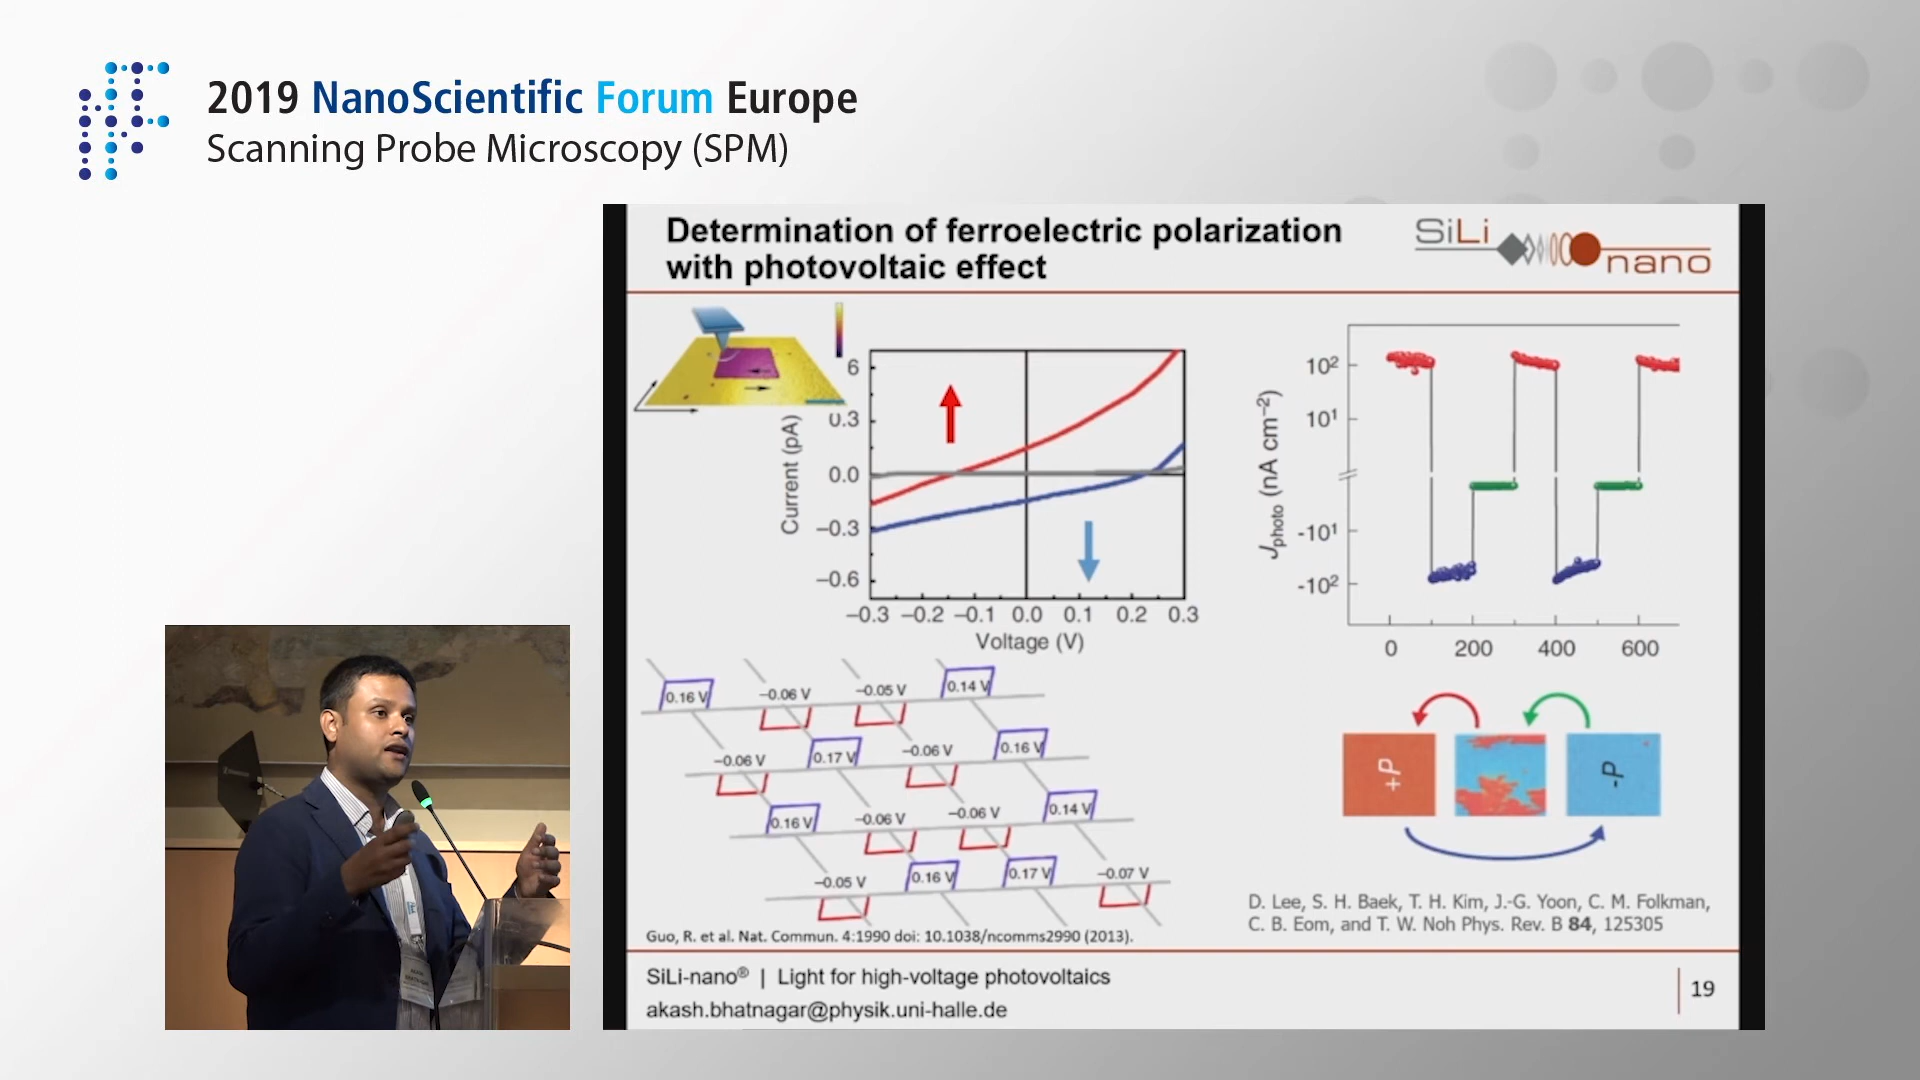 2019 NanoScientific Forum Europe
Scanning Probe Microscopy (SPM)
Determination of ferroelectric polarization
with photovoltaic effect
SiLi
nano
6
0.3
0.0
−0.3
−0.6
Current (pA)
−0.3 −0.2 −0.1 0.0 0.1 0.2 0.3
Voltage (V)
10²
10¹
-10¹
-10²
Jphoto (nA cm⁻²)
0 200 400 600
0.16 V −0.06 V −0.05 V 0.14 V
−0.06 V 0.17 V −0.06 V 0.16 V
0.16 V −0.06 V −0.06 V 0.14 V
−0.05 V 0.16 V 0.17 V −0.07 V
+P
-P
D. Lee, S. H. Baek, T. H. Kim, J.-G. Yoon, C. M. Folkman,
C. B. Eom, and T. W. Noh Phys. Rev. B 84, 125305
Guo, R. et al. Nat. Commun. 4:1990 doi: 10.1038/ncomms2990 (2013).
SiLi-nano® | Light for high-voltage photovoltaics
akash.bhatnagar@physik.uni-halle.de
19